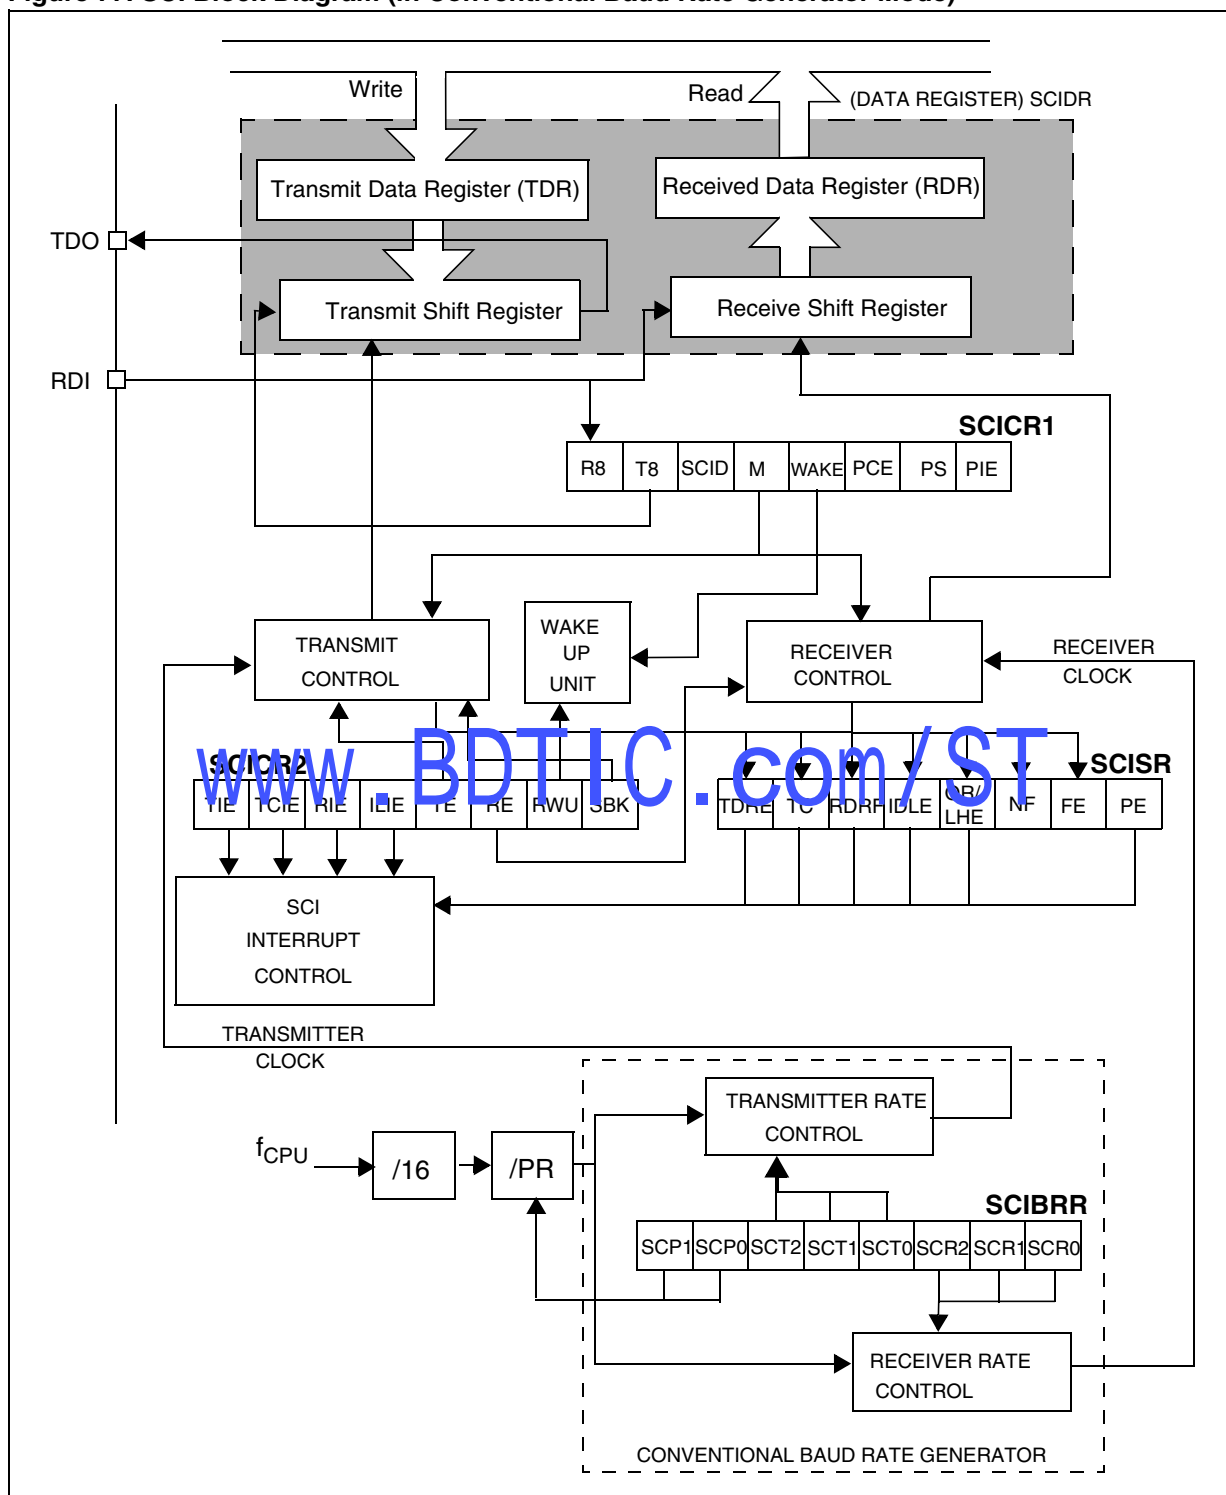 Write
Read
(DATA REGISTER) SCIDR
Transmit Data Register (TDR)
Received Data Register (RDR)
TDO
Transmit Shift Register
Receive Shift Register
RDI
SCICR1
R8 T8 SCID M WAKE PCE PS PIE
TRANSMIT
CONTROL
WAKE
UP
UNIT
RECEIVER
CONTROL
RECEIVER
CLOCK
www.BDTIC.com/ST
SCICR2
SCISR
TIE TCIE RIE ILIE TE RE RWU SBK
TDRE TC RDRF IDLE OR/
LHE NF FE PE
SCI
INTERRUPT
CONTROL
TRANSMITTER
CLOCK
TRANSMITTER RATE
CONTROL
fCPU
/16
/PR
SCIBRR
SCP1 SCP0 SCT2 SCT1 SCT0 SCR2 SCR1 SCR0
RECEIVER RATE
CONTROL
CONVENTIONAL BAUD RATE GENERATOR